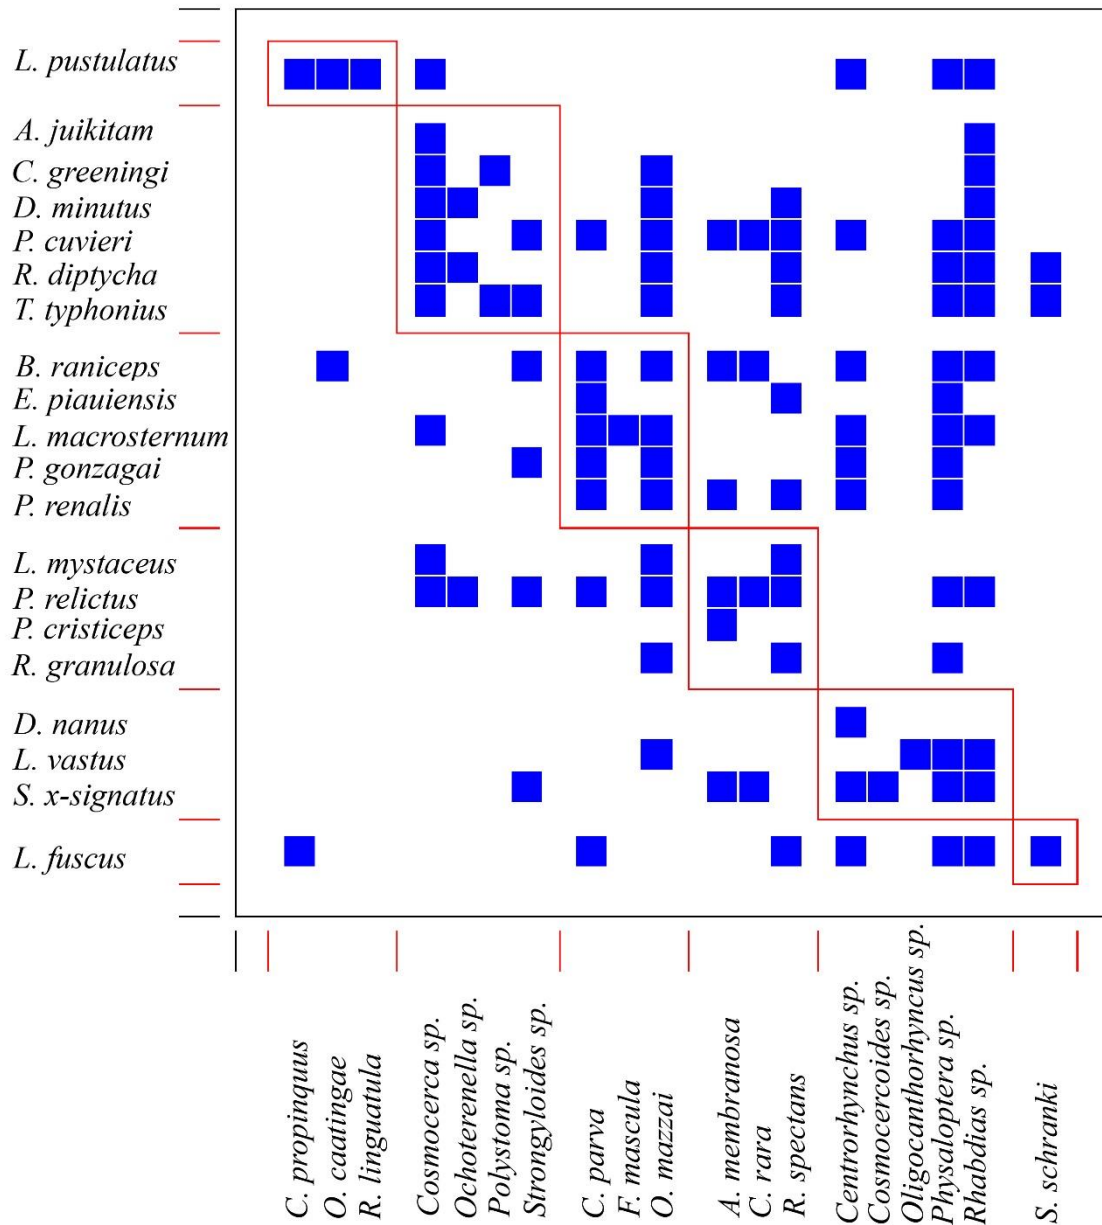 L. pustulatus
A. juikitam
C. greeningi
D. minutus
P. cuvieri
R. diptycha
T. typhonius
B. raniceps
E. piauiensis
L. macrosternum
P. gonzagai
P. renalis
L. mystaceus
P. relictus
P. cristiceps
R. granulosa
D. nanus
L. vastus
S. x-signatus
L. fuscus
C. propinquus
O. caatingae
R. linguatula
Cosmocerca sp.
Ochoterenella sp.
Polystoma sp.
Strongyloides sp.
C. parva
F. mascula
O. mazzai
A. membranosa
C. rara
R. spectans
Centrorhynchus sp.
Cosmocercoides sp.
Oligocanthorhyncus sp.
Physaloptera sp.
Rhabdias sp.
S. schranki